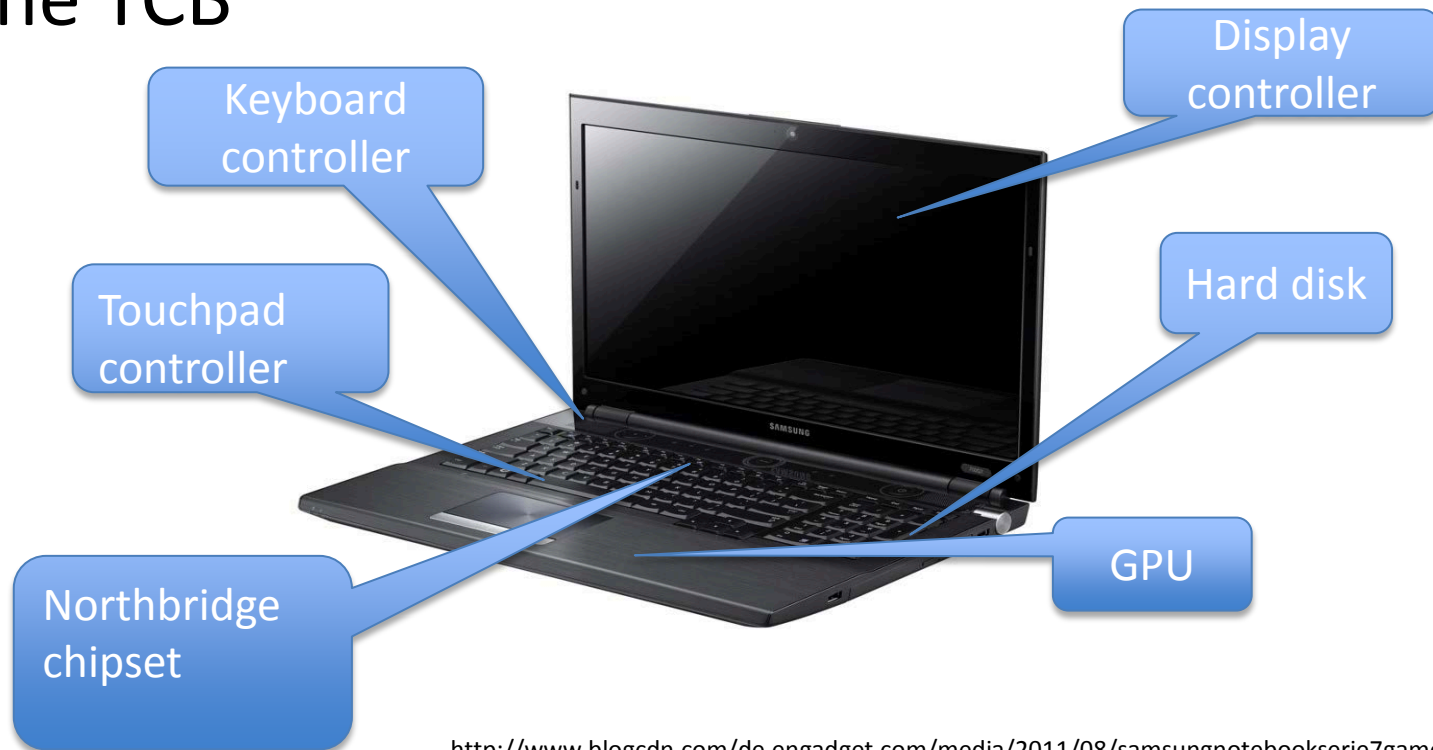 he TCB
Display
controller
Keyboard
controller
Hard disk
Touchpad
controller
SAMSUNG
GPU
Northbridge
chipset
http://www.blogcdn.com/de.engadget.com/media/2011/08/samsungnotebookserie7game